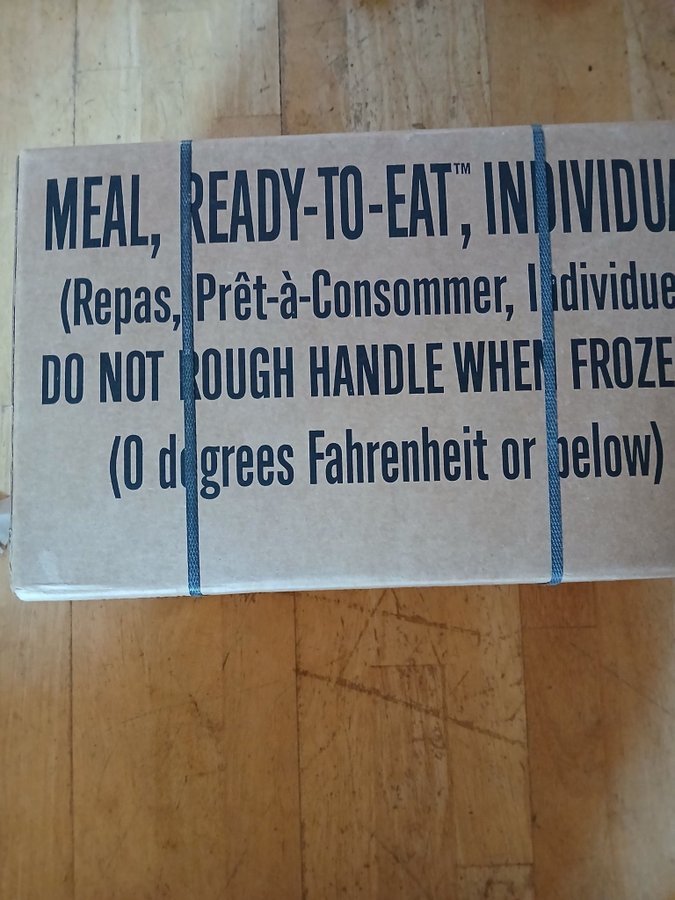 MEAL, READY-TO-EAT™, INDIVIDUA
(Repas, Prêt-à-Consommer, Individue
DO NOT ROUGH HANDLE WHEN FROZE
(0 degrees Fahrenheit or below)